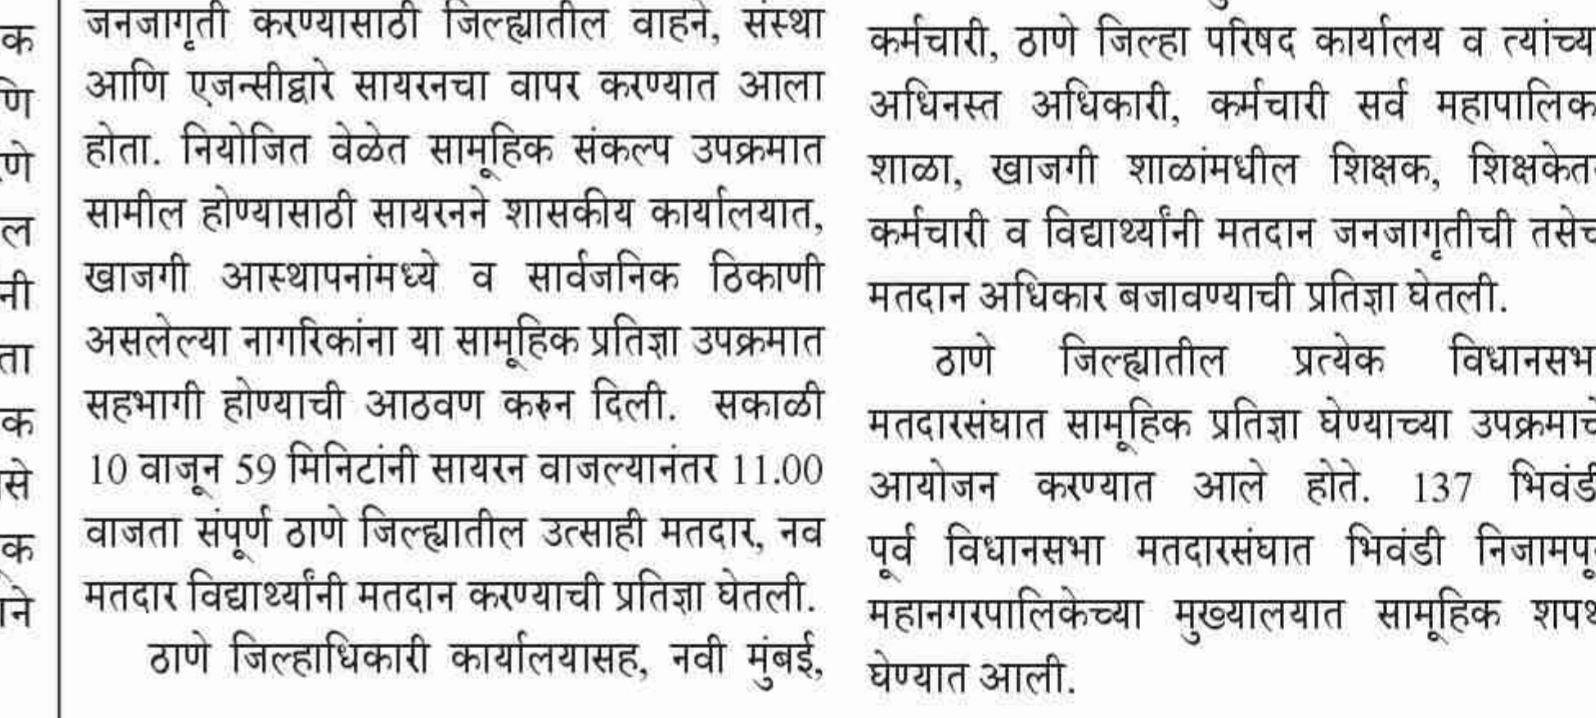 क
णि
णे
ल
नी
ता
क
से
क
ने
जनजागृती करण्यासाठी जिल्ह्यातील वाहने, संस्था
आणि एजन्सीद्वारे सायरनचा वापर करण्यात आला
होता. नियोजित वेळेत सामूहिक संकल्प उपक्रमात
सामील होण्यासाठी सायरनने शासकीय कार्यालयात,
खाजगी आस्थापनांमध्ये व सार्वजनिक ठिकाणी
असलेल्या नागरिकांना या सामूहिक प्रतिज्ञा उपक्रमात
सहभागी होण्याची आठवण करुन दिली. सकाळी
10 वाजून 59 मिनिटांनी सायरन वाजल्यानंतर 11.00
वाजता संपूर्ण ठाणे जिल्ह्यातील उत्साही मतदार, नव
मतदार विद्यार्थ्यांनी मतदान करण्याची प्रतिज्ञा घेतली.
ठाणे जिल्हाधिकारी कार्यालयासह, नवी मुंबई,
कर्मचारी, ठाणे जिल्हा परिषद कार्यालय व त्यांच्य
अधिनस्त अधिकारी, कर्मचारी सर्व महापालिक
शाळा, खाजगी शाळांमधील शिक्षक, शिक्षकेत
कर्मचारी व विद्यार्थ्यांनी मतदान जनजागृतीची तसेच
मतदान अधिकार बजावण्याची प्रतिज्ञा घेतली.
ठाणे जिल्ह्यातील प्रत्येक विधानसभ
मतदारसंघात सामूहिक प्रतिज्ञा घेण्याच्या उपक्रमाचे
आयोजन करण्यात आले होते. 137 भिवंडी
पूर्व विधानसभा मतदारसंघात भिवंडी निजामपू
महानगरपालिकेच्या मुख्यालयात सामूहिक शपथ
घेण्यात आली.